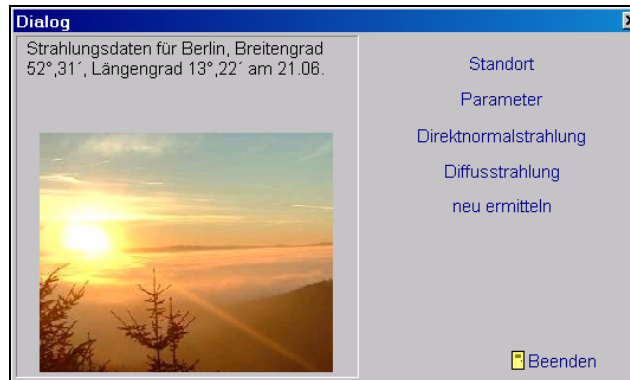 Dialog
Strahlungsdaten für Berlin, Breitengrad
52°,31´, Längengrad 13°,22´ am 21.06.
Standort
Parameter
Direktnormalstrahlung
Diffusstrahlung
neu ermitteln
Beenden